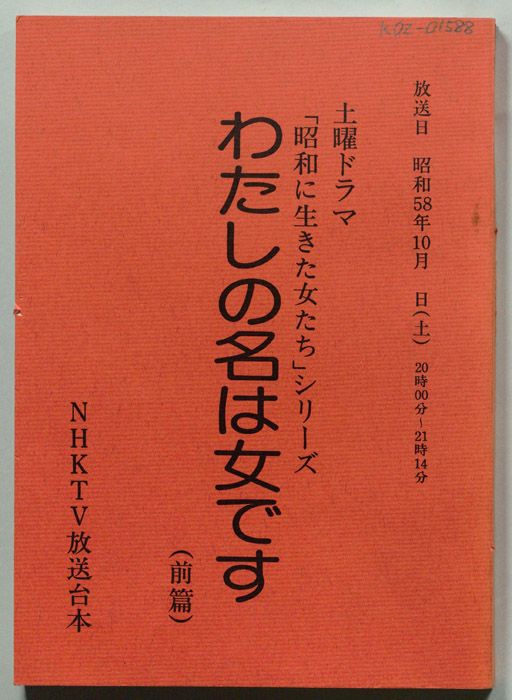 KQZ-01588
放送日 昭和58年10月 日(土) 20時00分〜21時14分
土曜ドラマ
「昭和に生きた女たち」シリーズ
わたしの名は女です
(前篇)
NHKTV放送台本